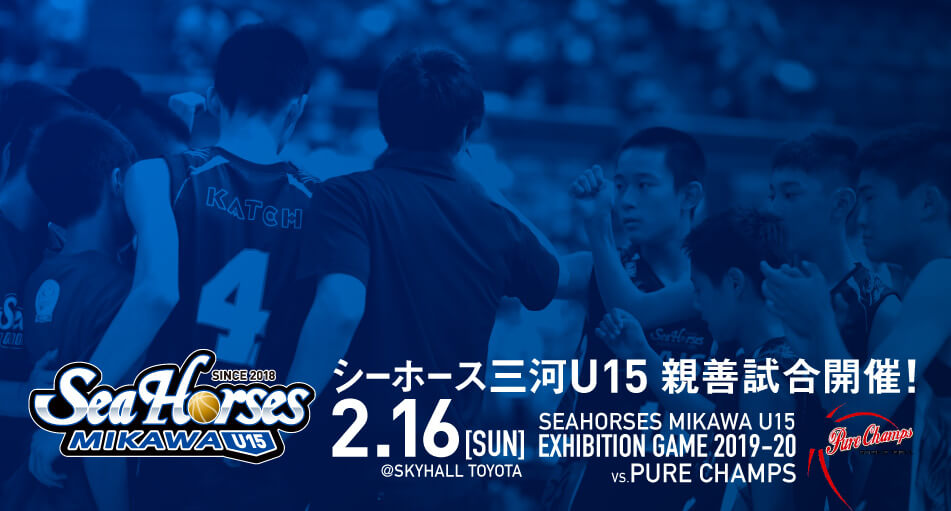 KATCH
4
SINCE 2018
SeaHorses
MIKAWA U15
シーホース三河U15 親善試合開催!
2.16[SUN]
@SKYHALL TOYOTA
SEAHORSES MIKAWA U15
EXHIBITION GAME 2019-20
vs.PURE CHAMPS
Pure Champs
SeaHorses